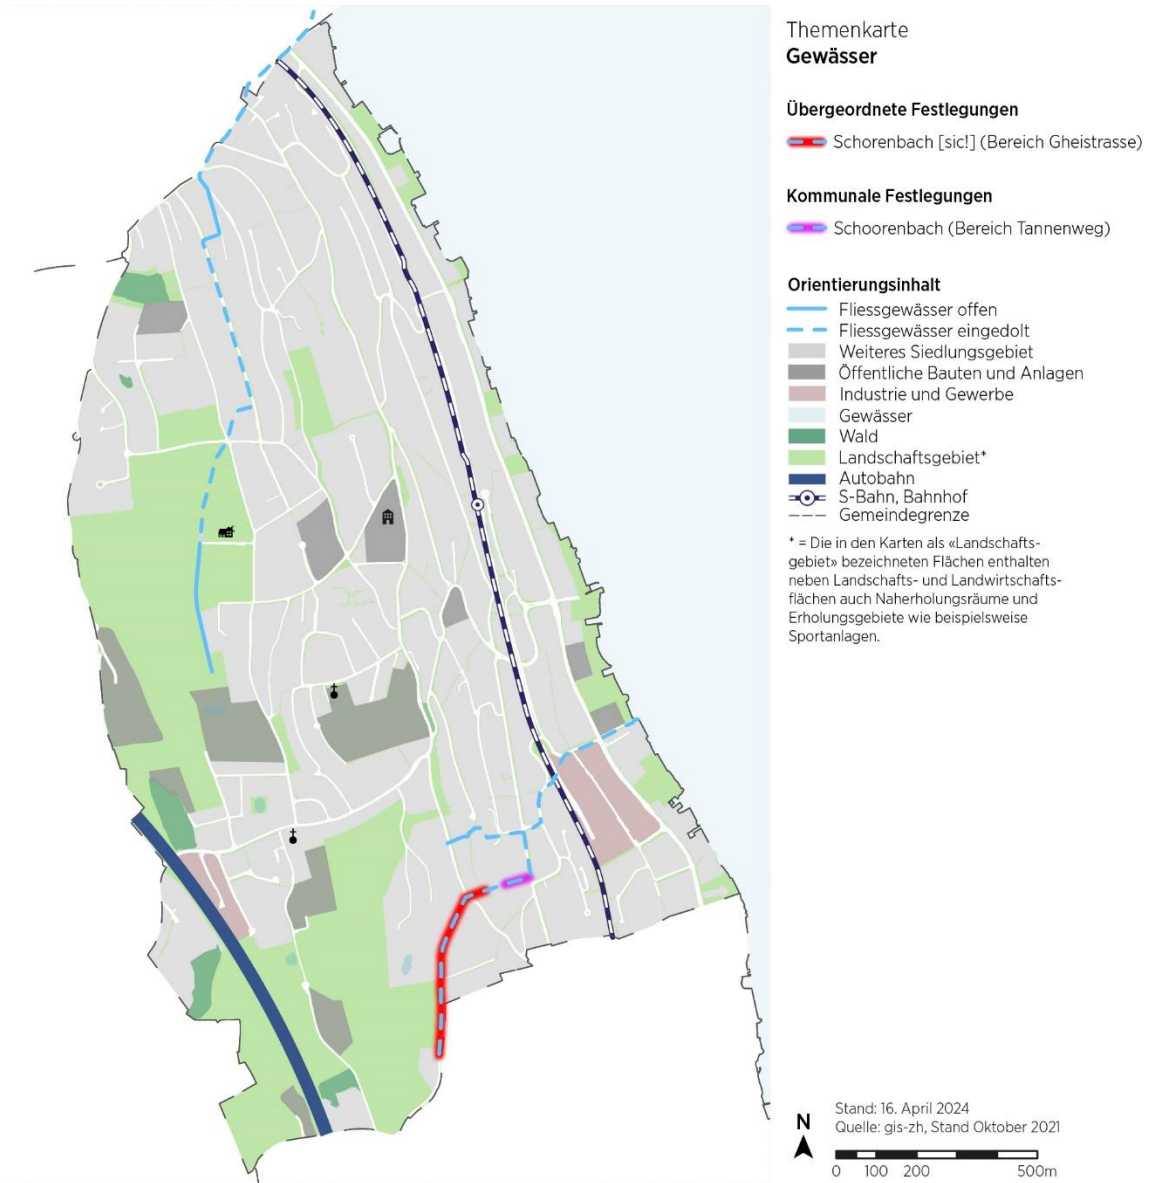 Themenkarte
Gewässer
Übergeordnete Festlegungen
Schorenbach [sic!] (Bereich Gheistrasse)
Kommunale Festlegungen
Schoorenbach (Bereich Tannenweg)
Orientierungsinhalt
Fliessgewässer offen
Fliessgewässer eingedolt
Weiteres Siedlungsgebiet
Öffentliche Bauten und Anlagen
Industrie und Gewerbe
Gewässer
Wald
Landschaftsgebiet*
Autobahn
S-Bahn, Bahnhof
Gemeindegrenze
* = Die in den Karten als «Landschafts-
gebiet» bezeichneten Flächen enthalten
neben Landschafts- und Landwirtschafts-
flächen auch Naherholungsräume und
Erholungsgebiete wie beispielsweise
Sportanlagen.
Stand: 16. April 2024
Quelle: gis-zh, Stand Oktober 2021
N
0 100 200 500m